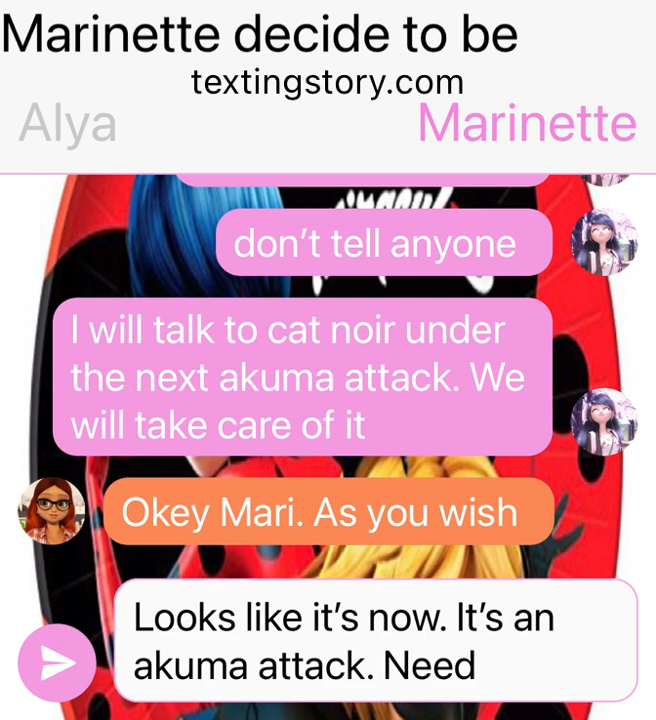 Marinette decide to be
textingstory.com
Alya
Marinette
don't tell anyone
I will talk to cat noir under
the next akuma attack. We
will take care of it
Okey Mari. As you wish
Looks like it's now. It's an
akuma attack. Need